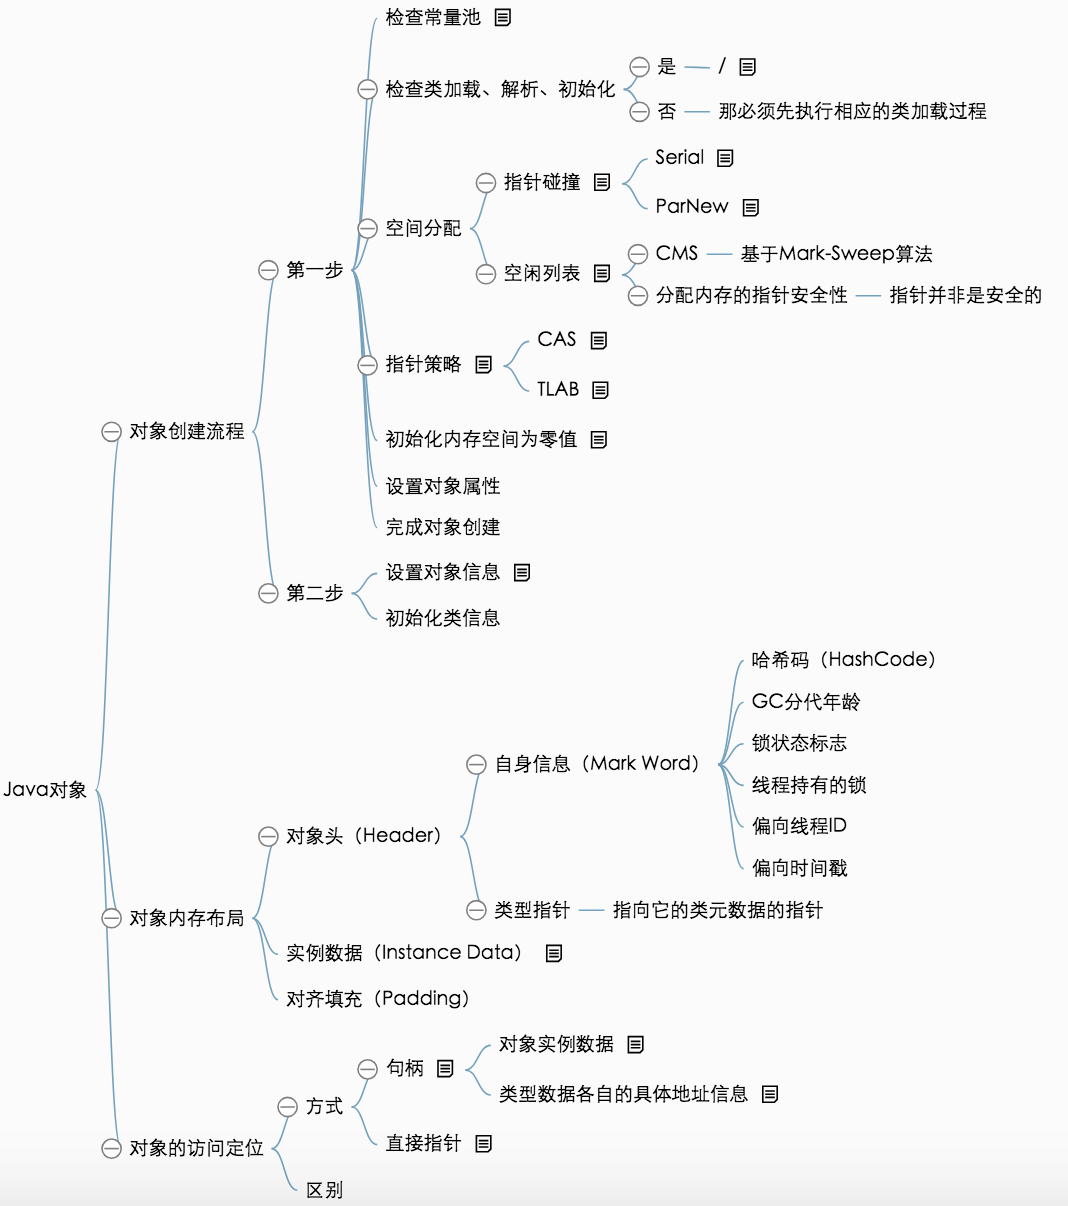 Java对象
对象创建流程
第一步
检查常量池
检查类加载、解析、初始化
是
/
否
那必须先执行相应的类加载过程
空间分配
指针碰撞
Serial
ParNew
空闲列表
CMS
基于Mark-Sweep算法
分配内存的指针安全性
指针并非是安全的
指针策略
CAS
TLAB
初始化内存空间为零值
设置对象属性
完成对象创建
第二步
设置对象信息
初始化类信息
对象内存布局
对象头（Header）
自身信息（Mark Word）
哈希码（HashCode）
GC分代年龄
锁状态标志
线程持有的锁
偏向线程ID
偏向时间戳
类型指针
指向它的类元数据的指针
实例数据（Instance Data）
对齐填充（Padding）
对象的访问定位
方式
句柄
对象实例数据
类型数据各自的具体地址信息
直接指针
区别